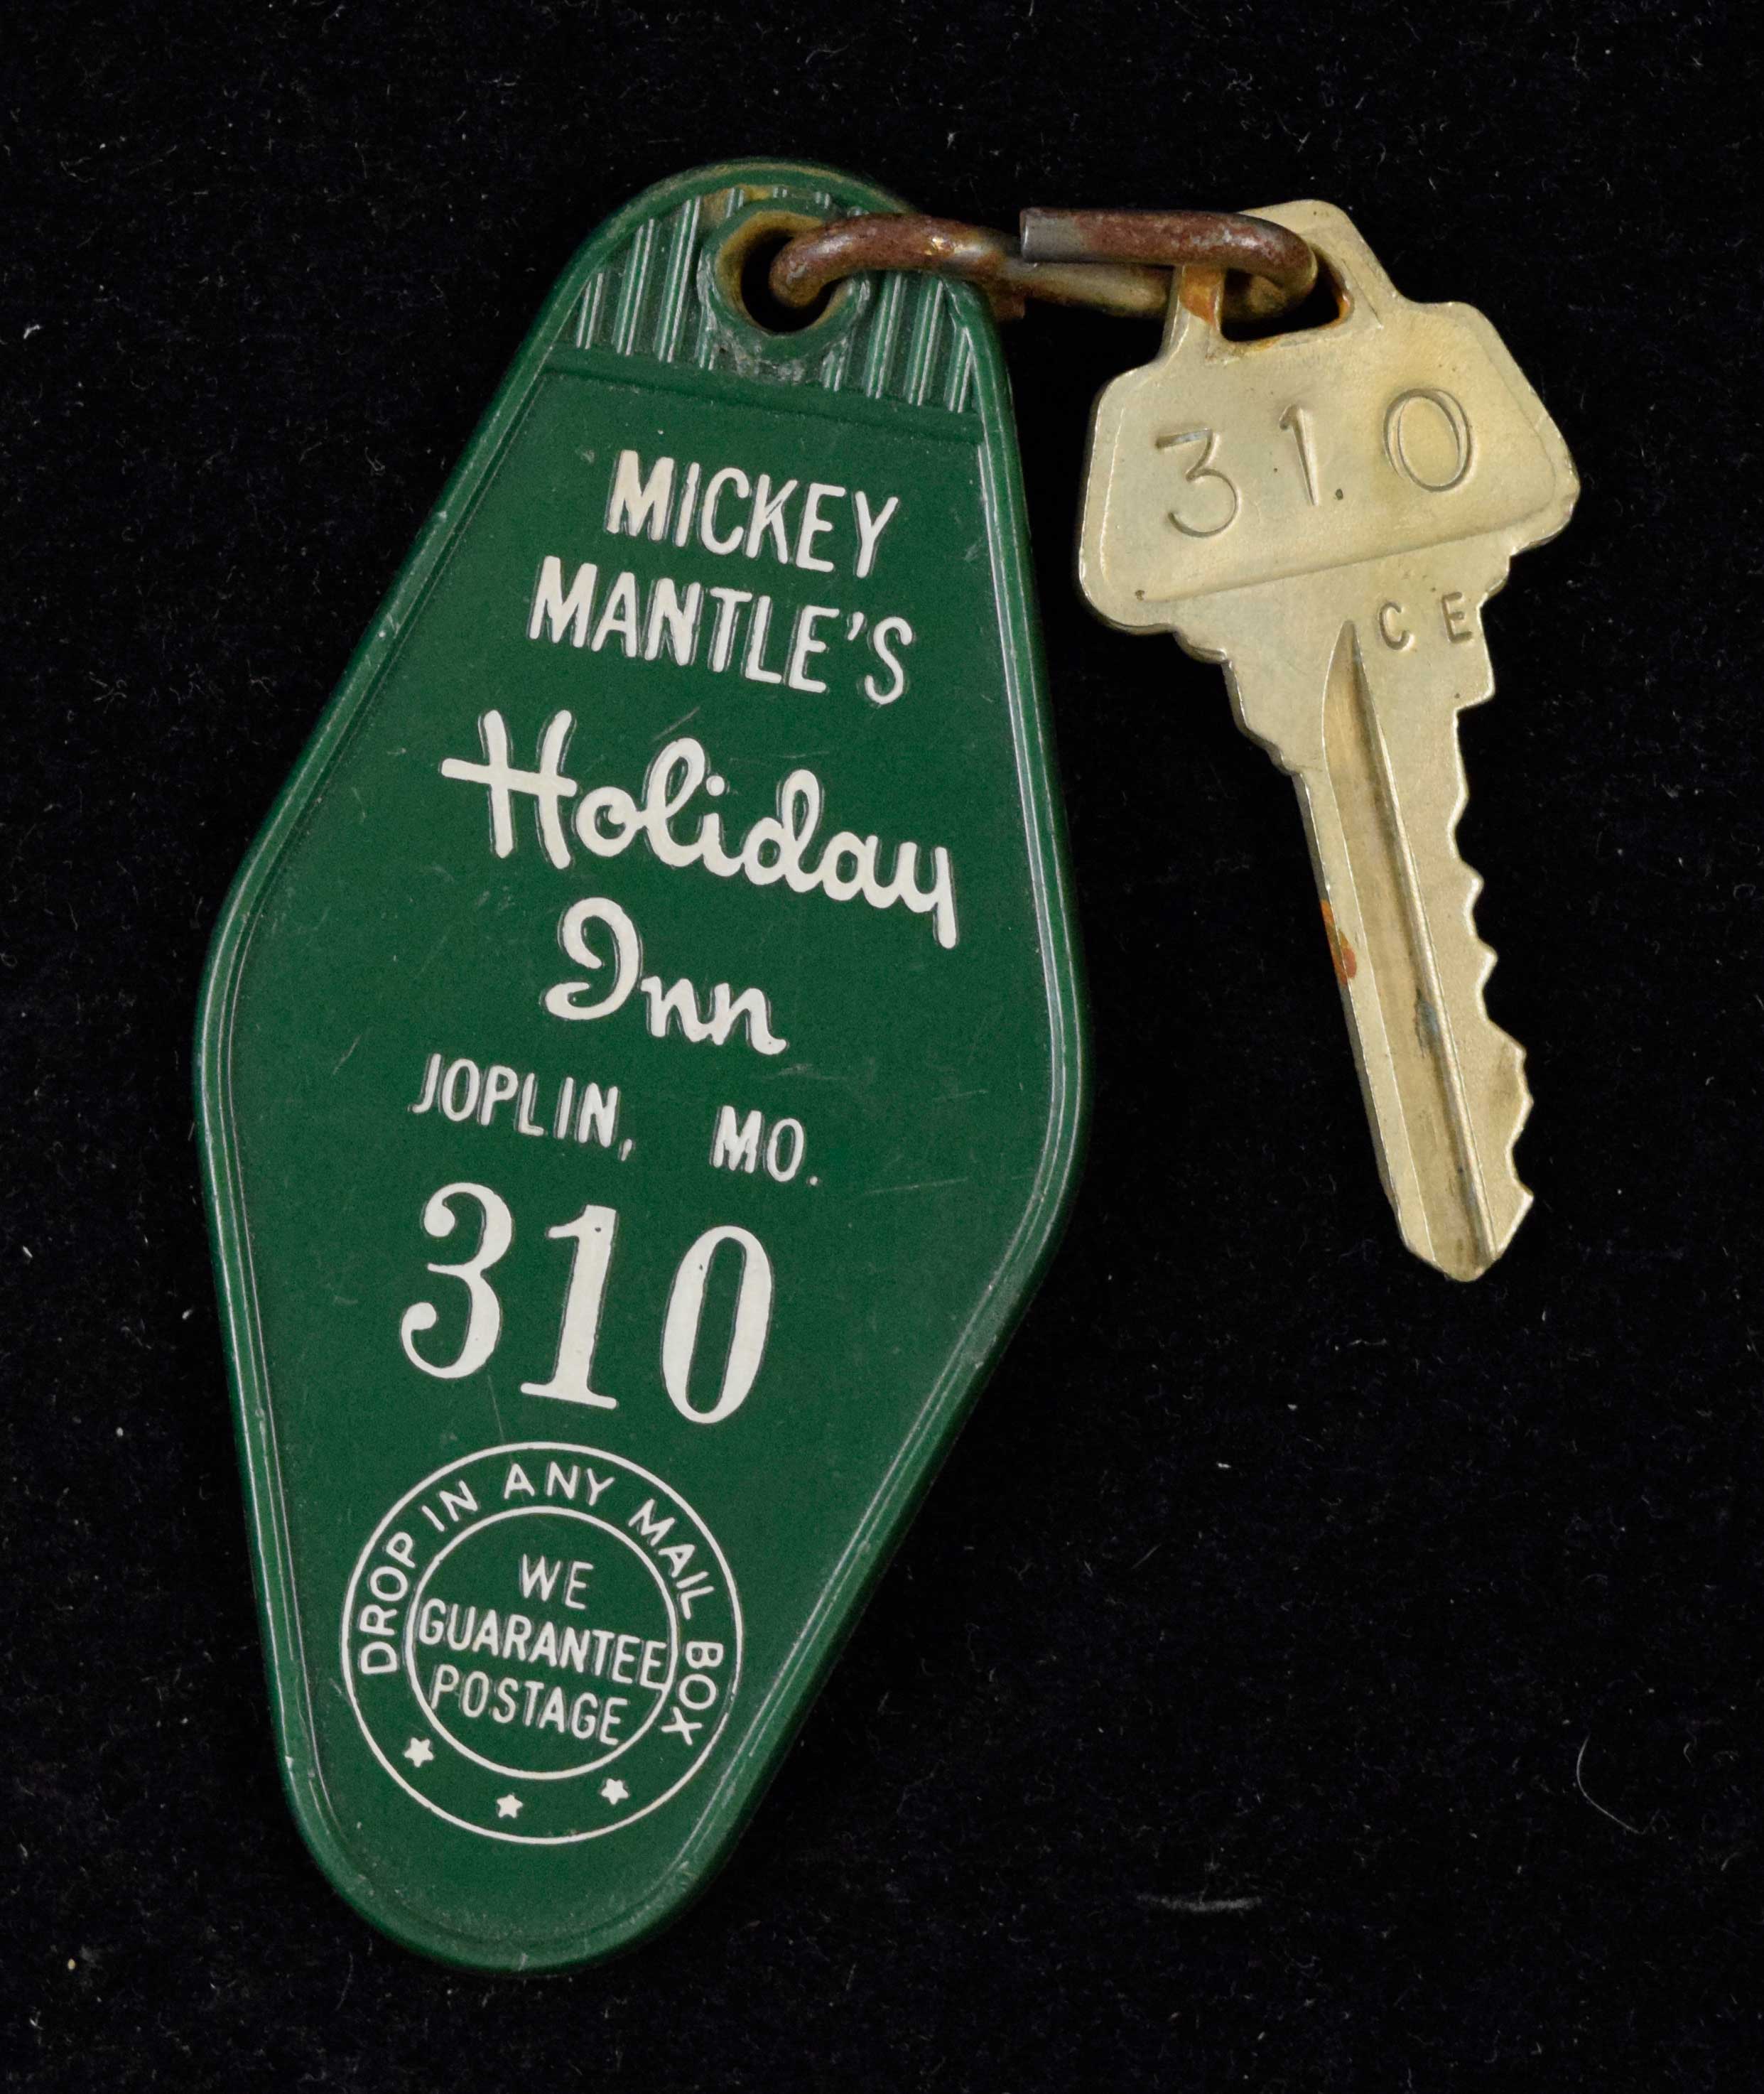 MICKEY
MANTLE'S
Holiday
Inn
JOPLIN, MO.
310
DROP IN ANY MAIL BOX
WE
GUARANTEE
POSTAGE
310
CE